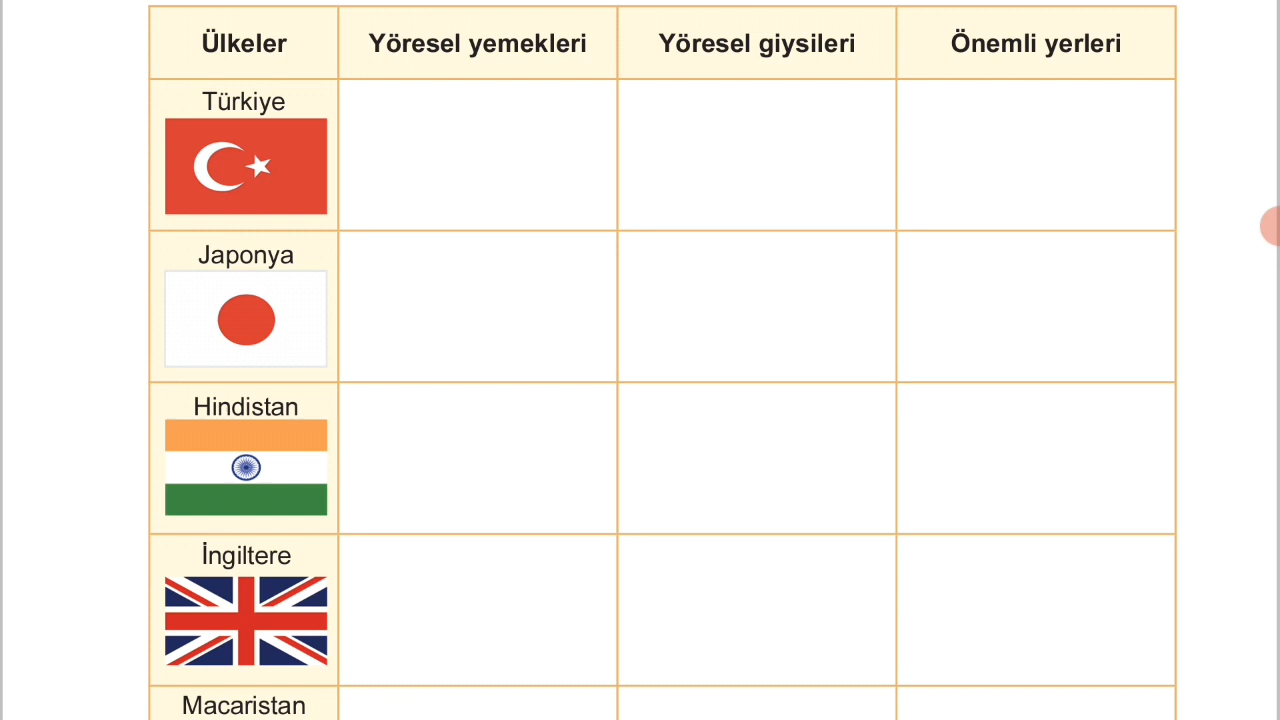 Ülkeler Yöresel yemekleri Yöresel giysileri Önemli yerleri
Türkiye
Japonya
Hindistan
İngiltere
Macaristan